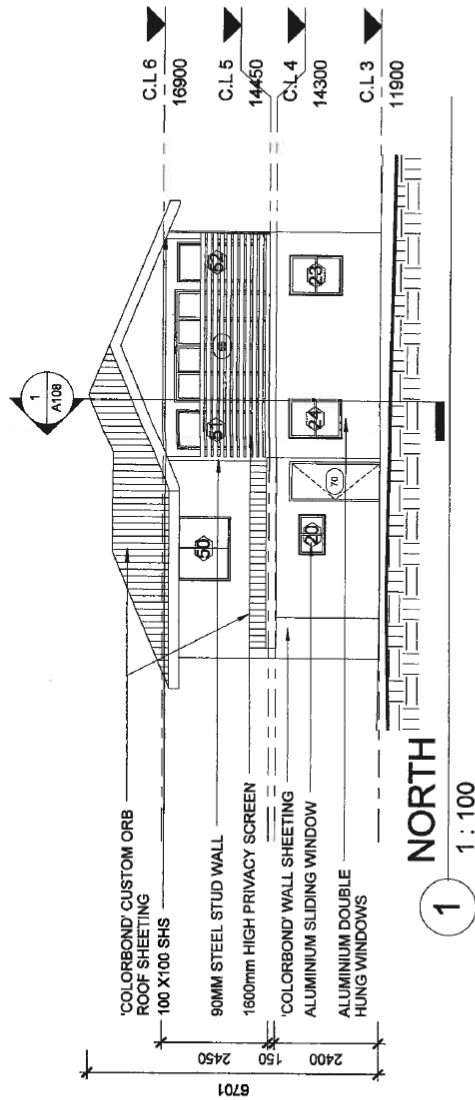 1
A108
C.L 6
16900
C.L 5
14450
C.L 4
14300
C.L 3
11900
'COLORBOND' CUSTOM ORB
ROOF SHEETING
100 X100 SHS
90MM STEEL STUD WALL
1600mm HIGH PRIVACY SCREEN
'COLORBOND' WALL SHEETING
ALUMINIUM SLIDING WINDOW
ALUMINIUM DOUBLE
HUNG WINDOWS
50
51
52
20
70
24
23
6701
2450
150
2400
1
NORTH
1 : 100